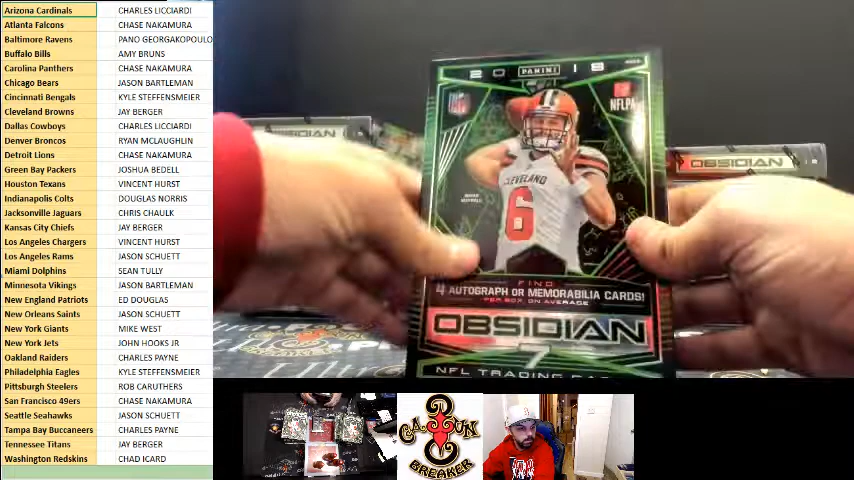 Arizona Cardinals CHARLES LICCIARDI
Atlanta Falcons CHASE NAKAMURA
Baltimore Ravens PANO GEORGAKOPOULO
Buffalo Bills AMY BRUNS
Carolina Panthers CHASE NAKAMURA
Chicago Bears JASON BARTLEMAN
Cincinnati Bengals KYLE STEFFENSMEIER
Cleveland Browns JAY BERGER
Dallas Cowboys CHARLES LICCIARDI
Denver Broncos RYAN MCLAUGHLIN
Detroit Lions CHASE NAKAMURA
Green Bay Packers JOSHUA BEDELL
Houston Texans VINCENT HURST
Indianapolis Colts DOUGLAS NORRIS
Jacksonville Jaguars CHRIS CHAULK
Kansas City Chiefs JAY BERGER
Los Angeles Chargers VINCENT HURST
Los Angeles Rams JASON SCHUETT
Miami Dolphins SEAN TULLY
Minnesota Vikings JASON BARTLEMAN
New England Patriots ED DOUGLAS
New Orleans Saints JASON SCHUETT
New York Giants MIKE WEST
New York Jets JOHN HOOKS JR
Oakland Raiders CHARLES PAYNE
Philadelphia Eagles KYLE STEFFENSMEIER
Pittsburgh Steelers ROB CARUTHERS
San Francisco 49ers CHASE NAKAMURA
Seattle Seahawks JASON SCHUETT
Tampa Bay Buccaneers CHARLES PAYNE
Tennessee Titans JAY BERGER
Washington Redskins CHAD ICARD
20 PANINI 18
NFL
NFLPA
CLEVELAND
6
FIND
4 AUTOGRAPH OR MEMORABILIA CARDS!
PER BOX ON AVERAGE
OBSIDIAN
NFL TRADING
OBSIDIAN
OBSIDIAN
CAJUN
BREAKER